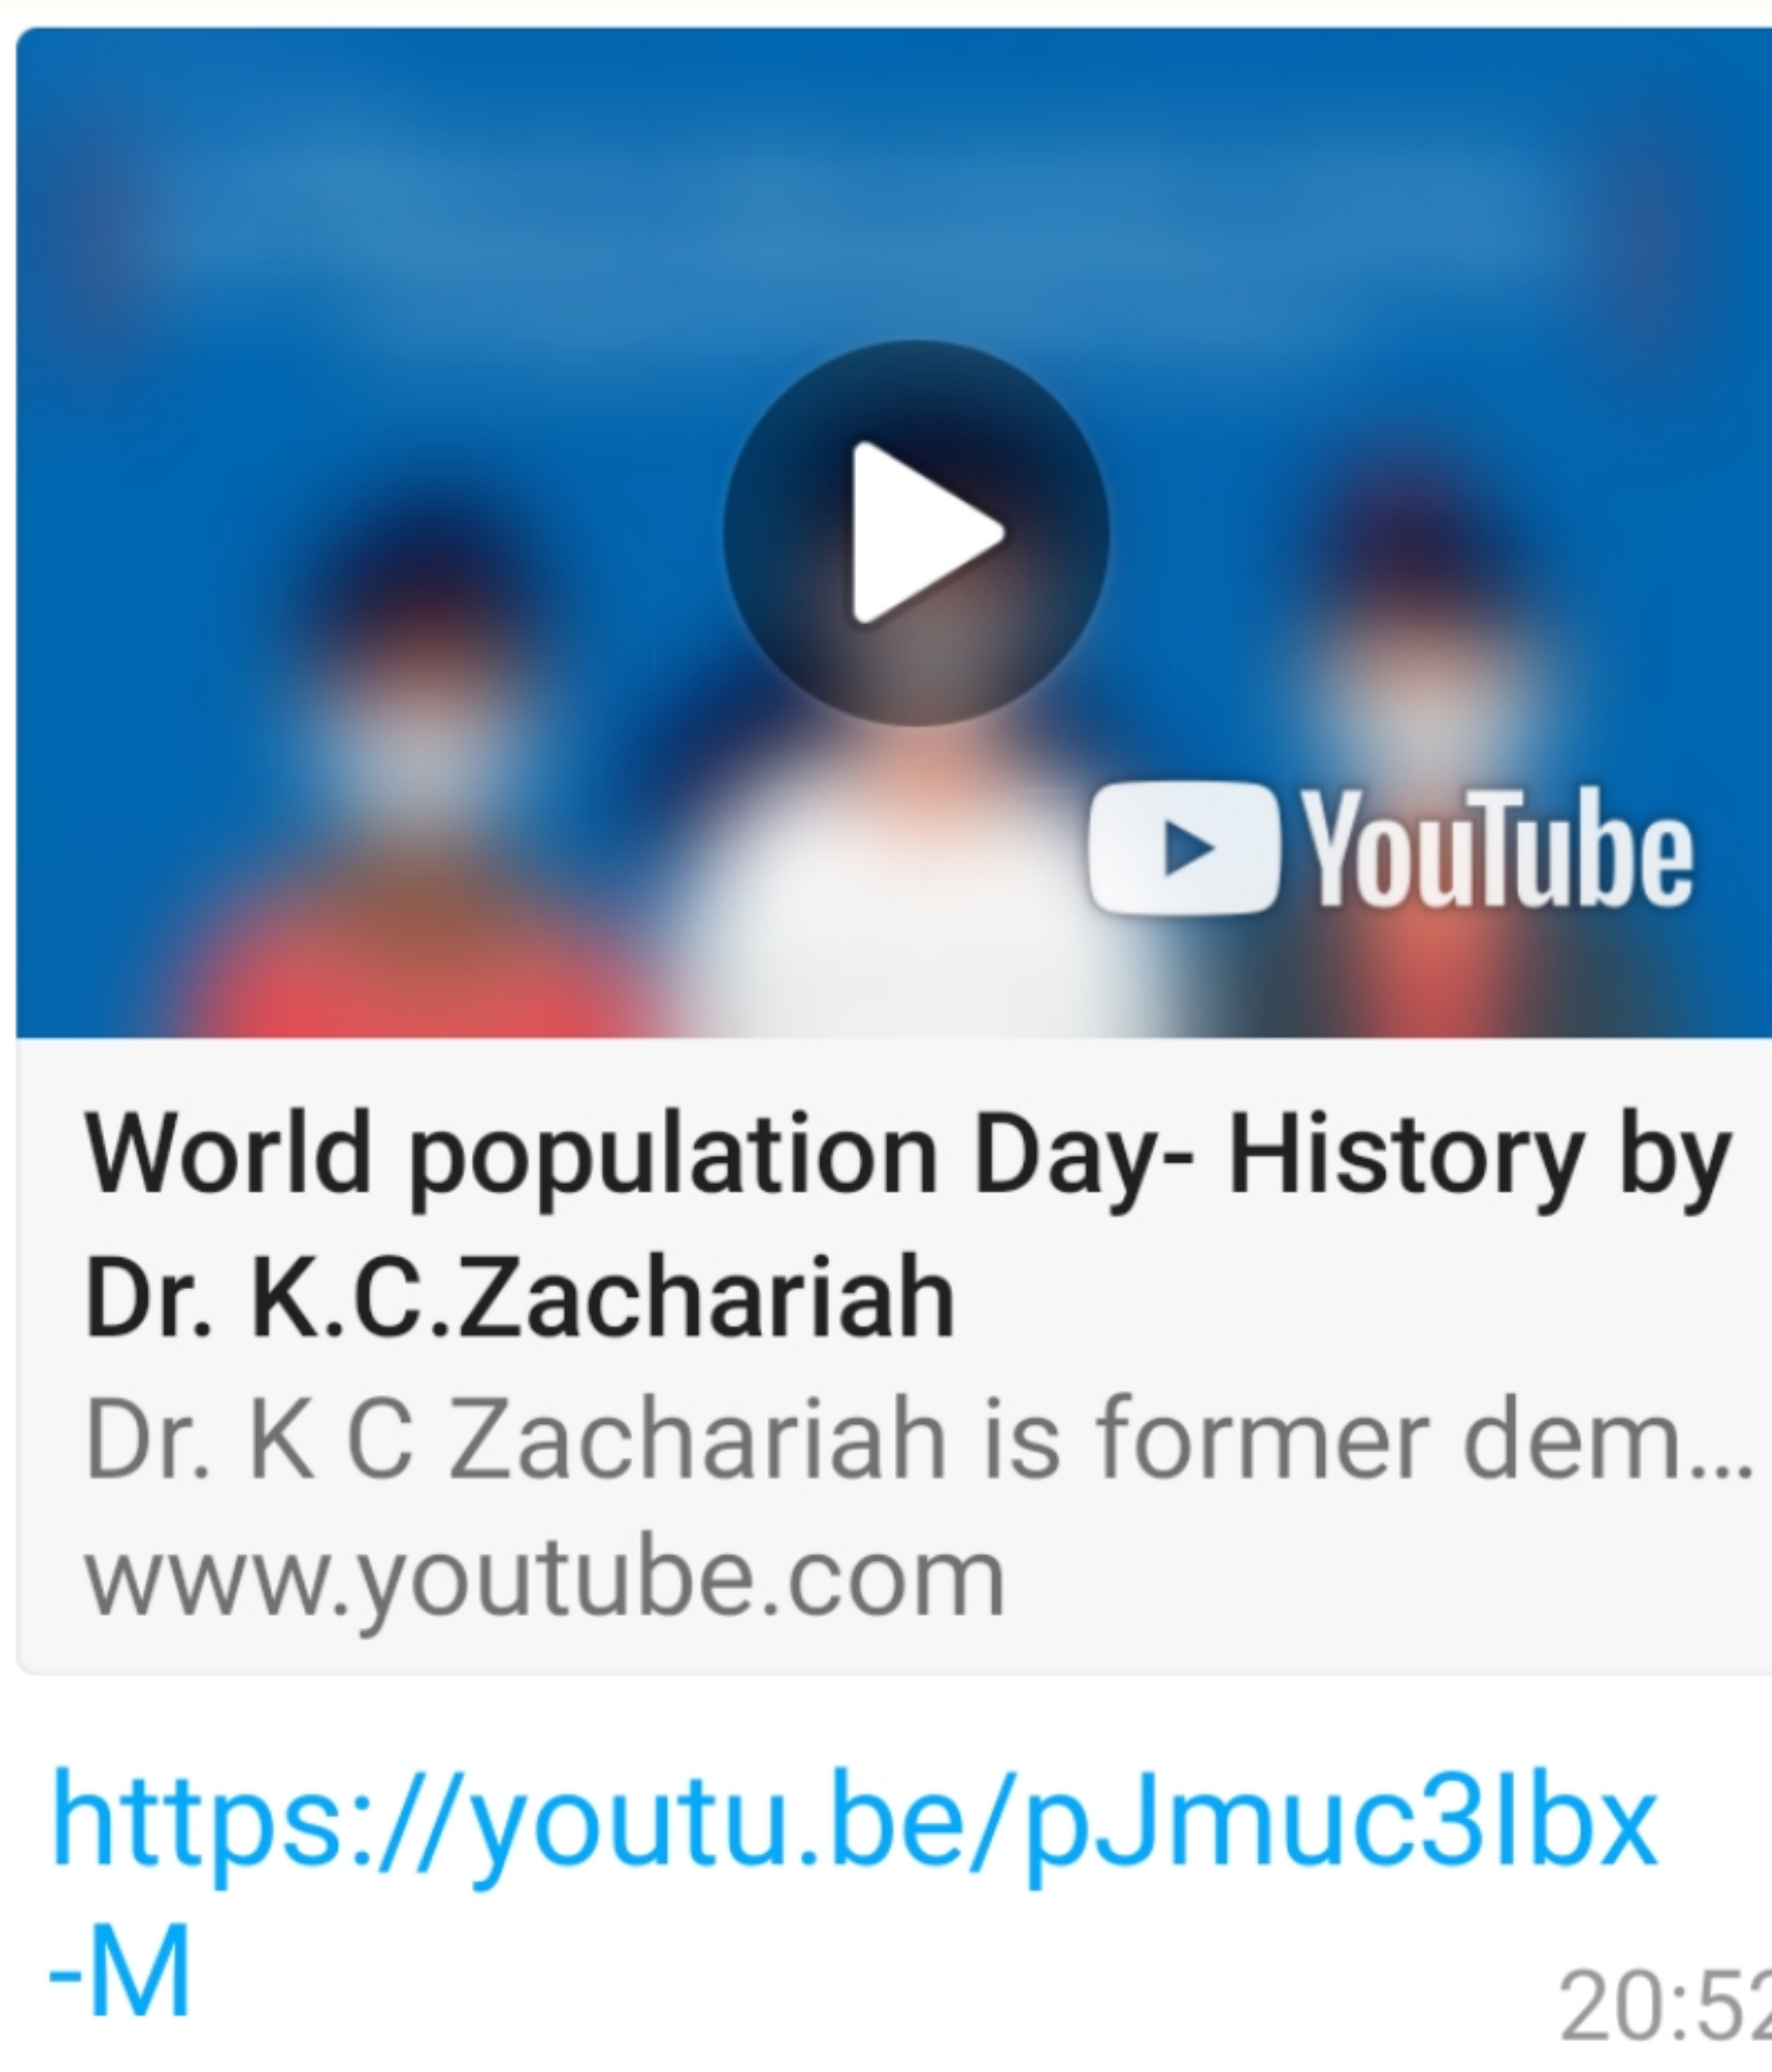 YouTube
World population Day- History by
Dr. K.C.Zachariah
Dr. K C Zachariah is former dem...
www.youtube.com
https://youtu.be/pJmuc3Ibx
-M
20:52